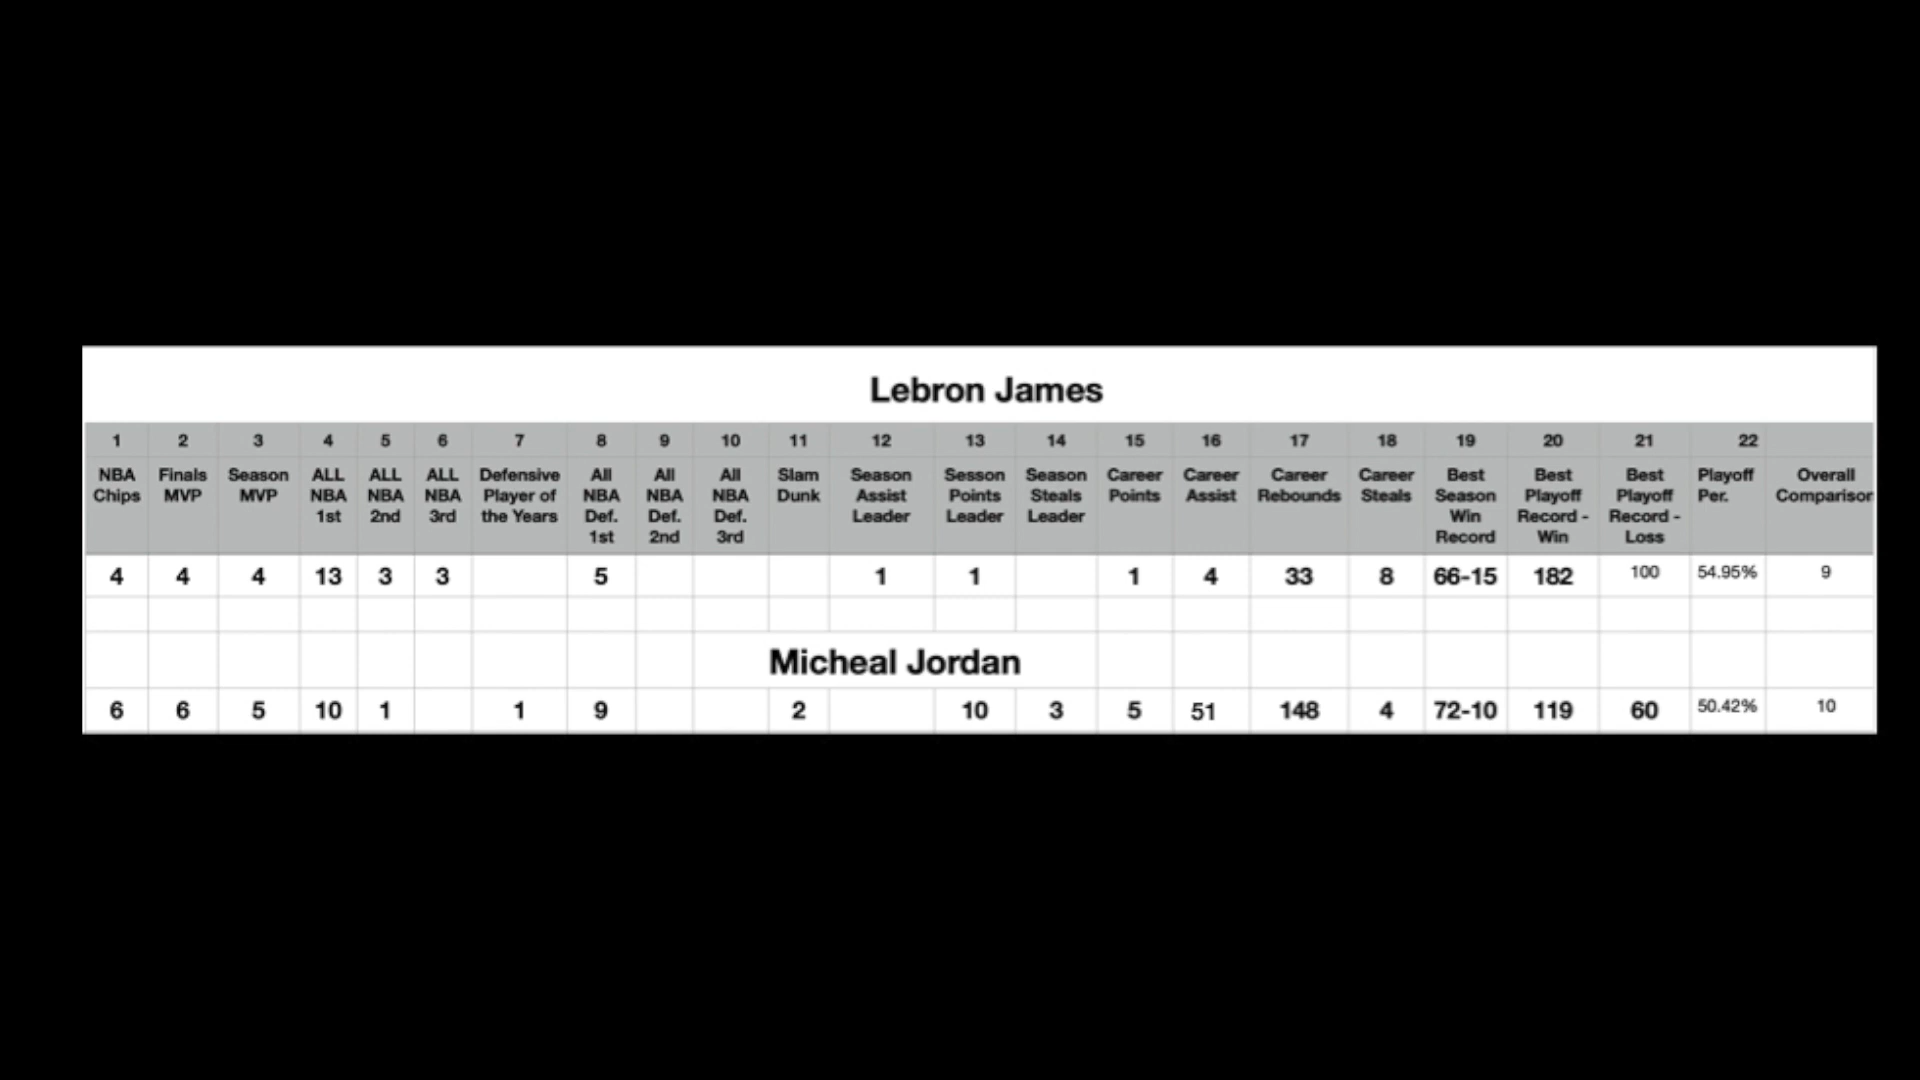 Lebron James
1 2 3 4 5 6 7 8 9 10 11 12 13 14 15 16 17 18 19 20 21 22
NBA Finals Season ALL ALL ALL Defensive All All All Slam Season Sesson Season Career Career Career Career Best Best Best Playoff Overall
Chips MVP MVP NBA NBA NBA Player of NBA NBA NBA Dunk Assist Points Steals Points Assist Rebounds Steals Season Playoff Playoff Per. Comparison
1st 2nd 3rd the Years Def. Def. Def. Leader Leader Leader Win Record - Record -
1st 2nd 3rd Record Win Loss
4 4 4 13 3 3 5 1 1 1 4 33 8 66-15 182 100 54.95% 9
Micheal Jordan
6 6 5 10 1 1 9 2 10 3 5 51 148 4 72-10 119 60 50.42% 10